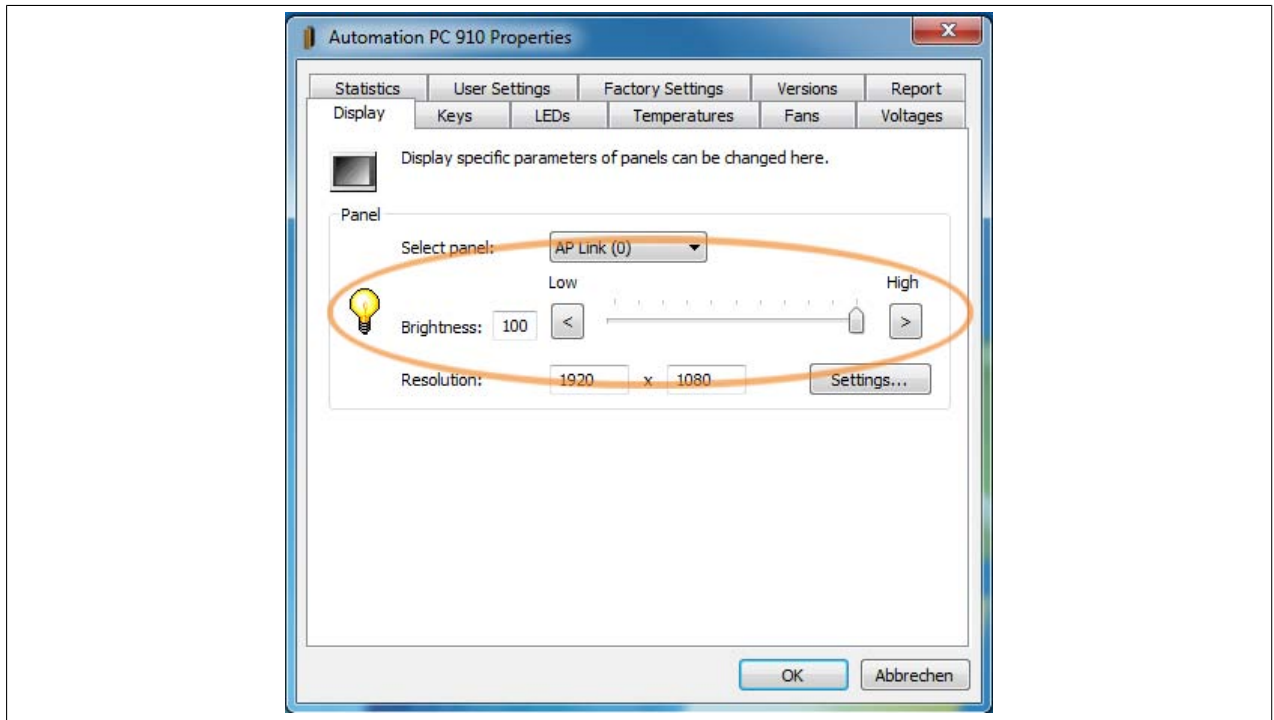 Automation PC 910 Properties
x
Statistics User Settings Factory Settings Versions Report
Display Keys LEDs Temperatures Fans Voltages
Display specific parameters of panels can be changed here.
Panel
Select panel: AP Link (0)
Low High
Brightness: 100 < >
Resolution: 1920 x 1080 Settings...
OK Abbrechen